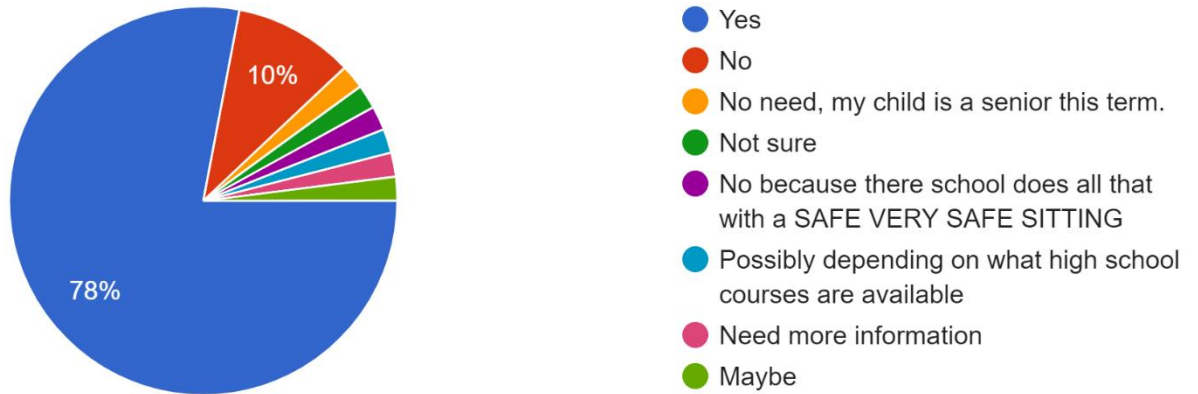 10%
78%
Yes
No
No need, my child is a senior this term.
Not sure
No because there school does all that
with a SAFE VERY SAFE SITTING
Possibly depending on what high school
courses are available
Need more information
Maybe